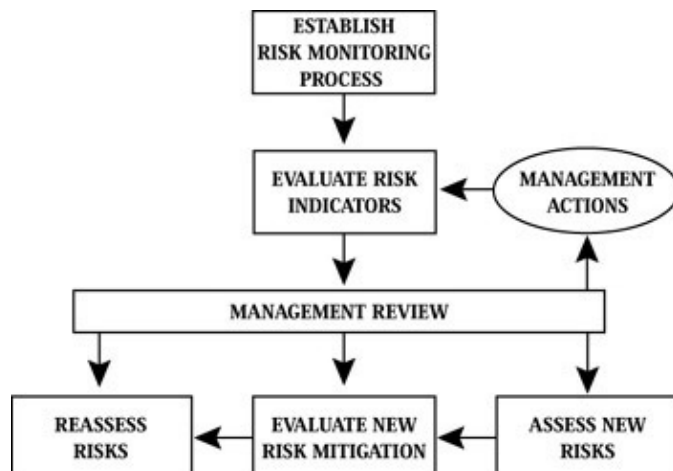 ESTABLISH
RISK MONITORING
PROCESS
EVALUATE RISK
INDICATORS
MANAGEMENT
ACTIONS
MANAGEMENT REVIEW
REASSESS
RISKS
EVALUATE NEW
RISK MITIGATION
ASSESS NEW
RISKS